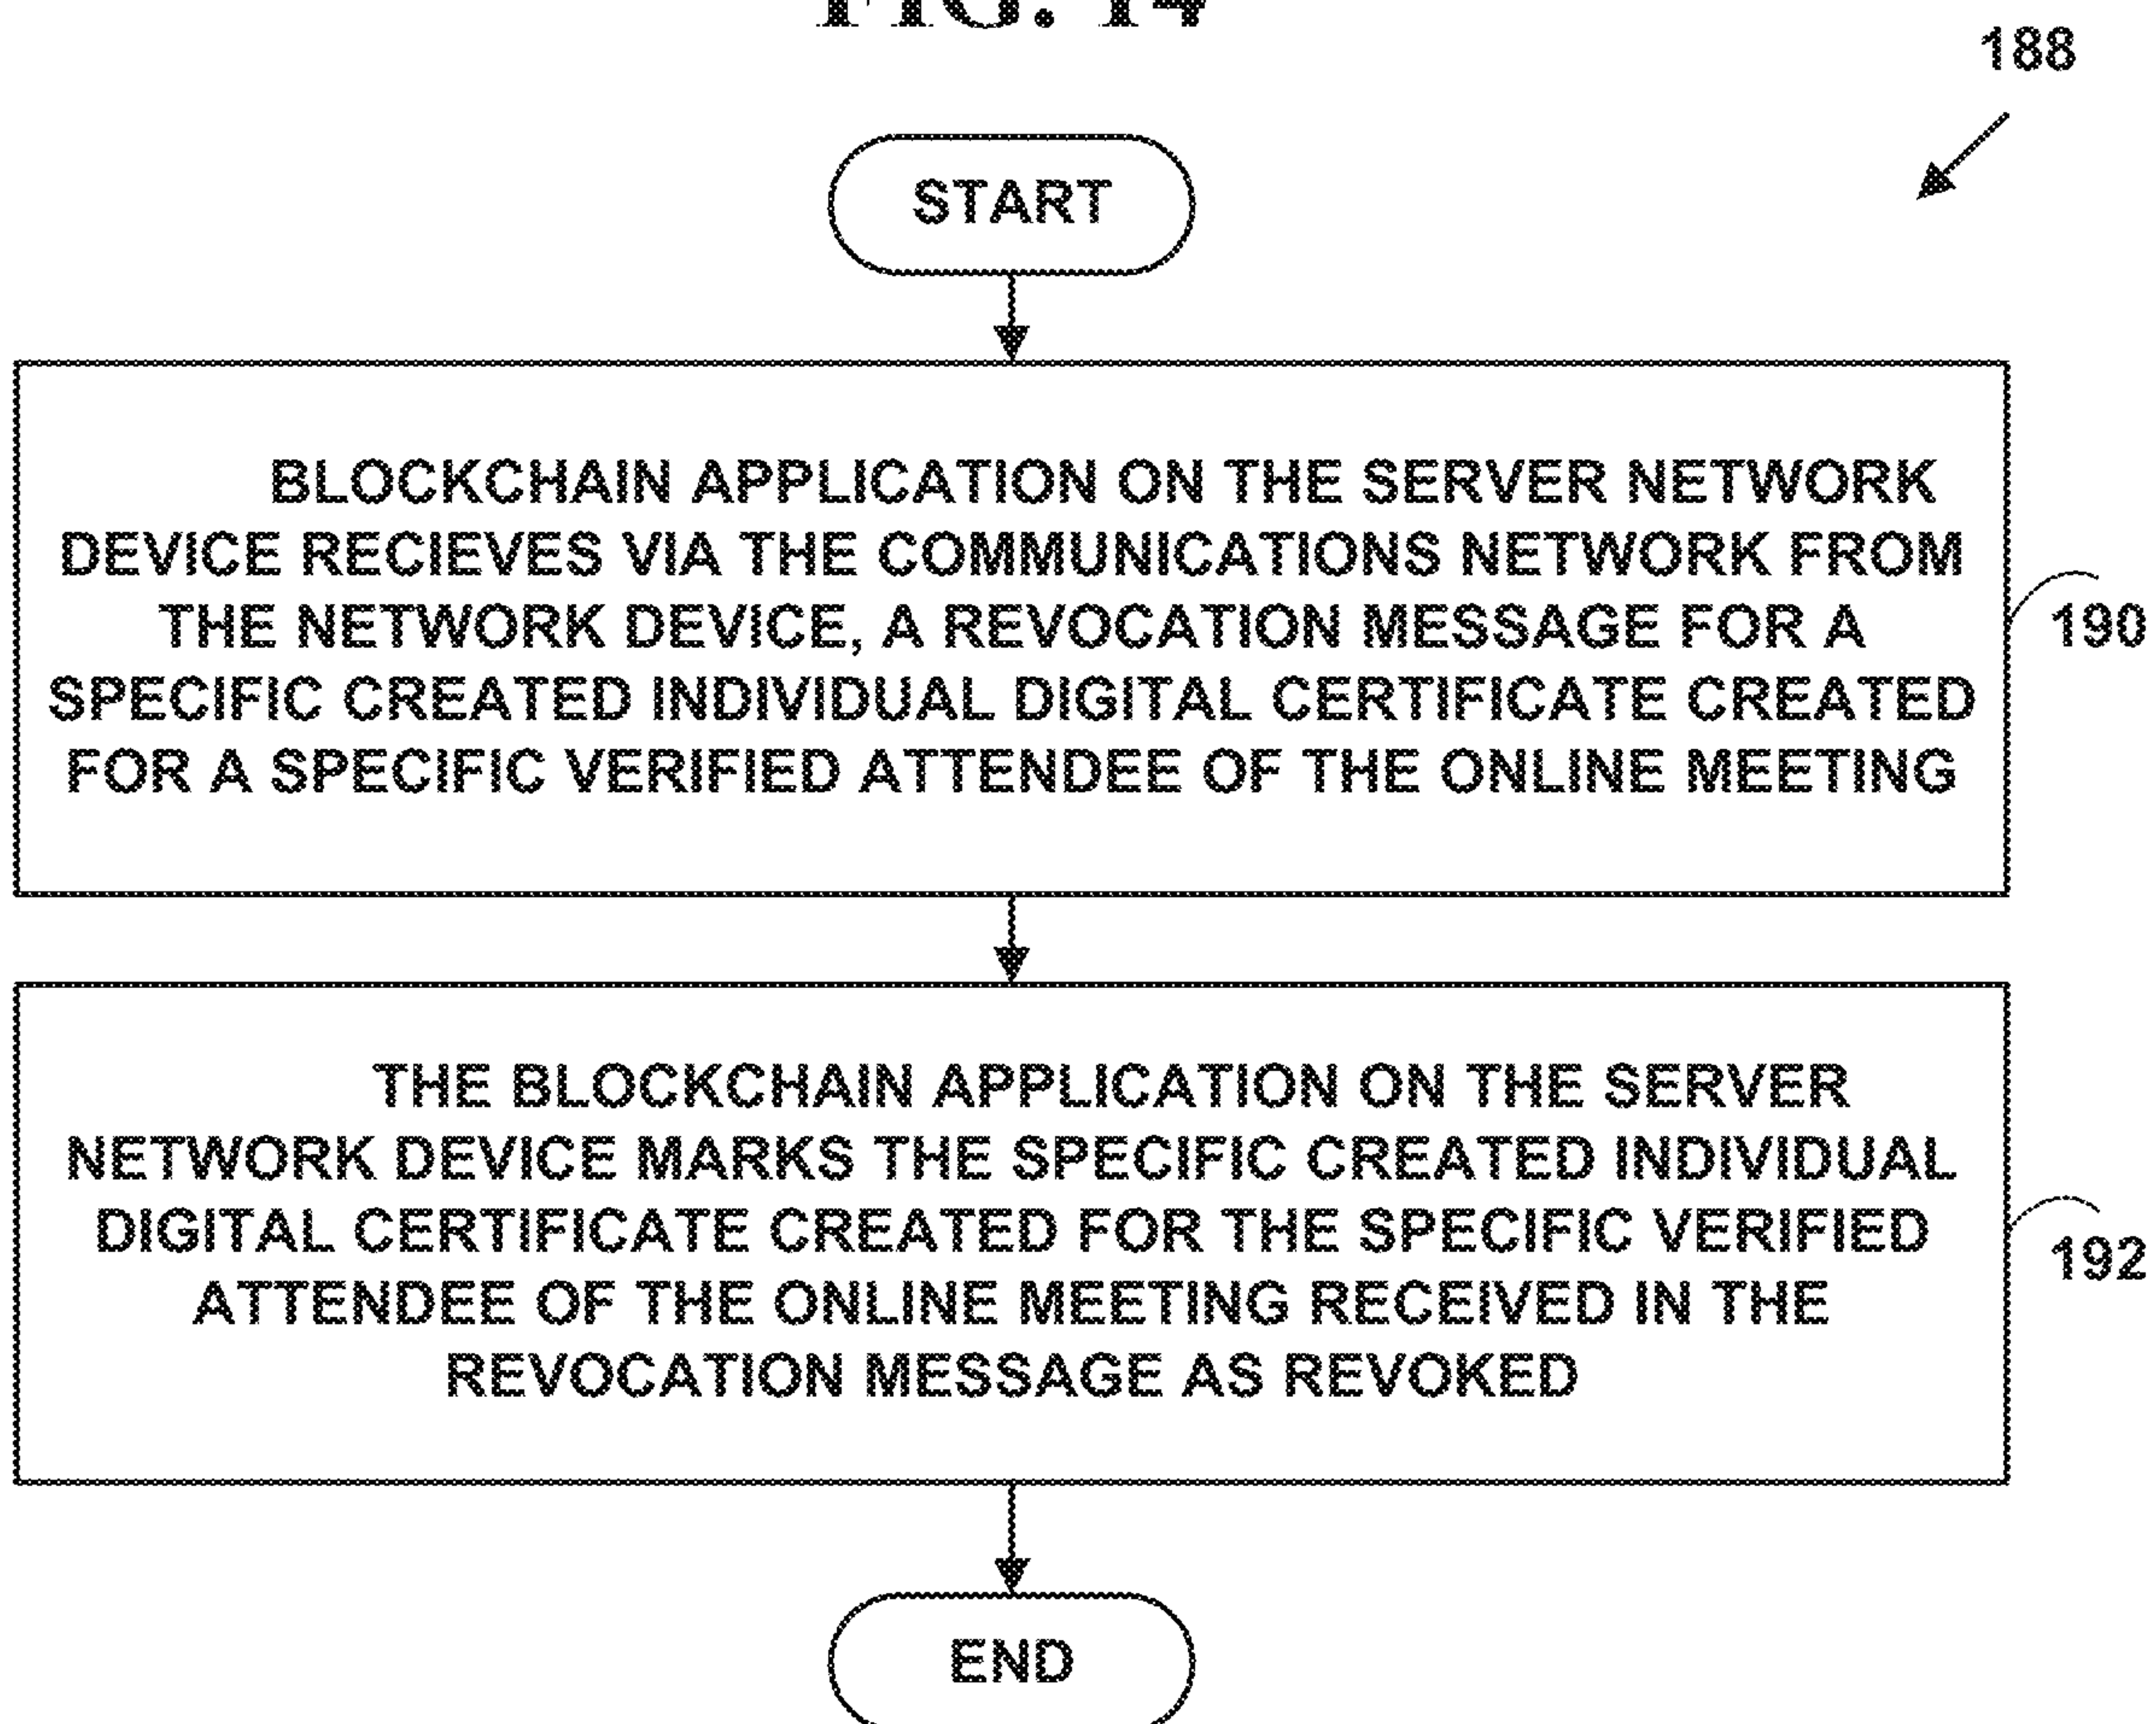 FIG. 14
188
START
BLOCKCHAIN APPLICATION ON THE SERVER NETWORK
DEVICE RECIEVES VIA THE COMMUNICATIONS NETWORK FROM
THE NETWORK DEVICE, A REVOCATION MESSAGE FOR A
SPECIFIC CREATED INDIVIDUAL DIGITAL CERTIFICATE CREATED
FOR A SPECIFIC VERIFIED ATTENDEE OF THE ONLINE MEETING
190
THE BLOCKCHAIN APPLICATION ON THE SERVER
NETWORK DEVICE MARKS THE SPECIFIC CREATED INDIVIDUAL
DIGITAL CERTIFICATE CREATED FOR THE SPECIFIC VERIFIED
ATTENDEE OF THE ONLINE MEETING RECEIVED IN THE
REVOCATION MESSAGE AS REVOKED
192
END